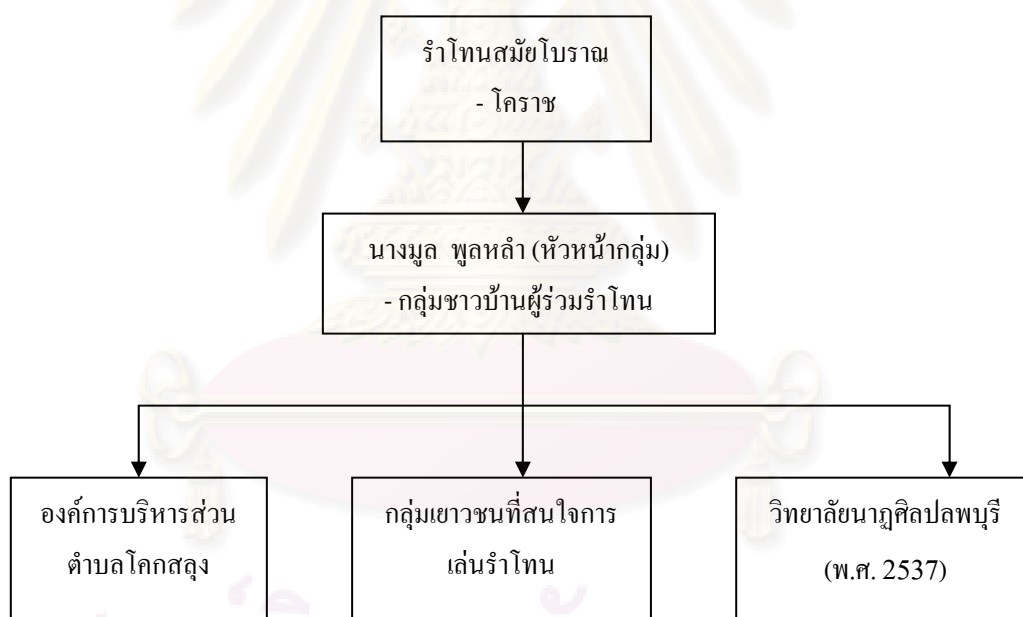 รำโทนสมัยโบราณ
- โคราช
นางมูล พูลหลำ (หัวหน้ากลุ่ม)
- กลุ่มชาวบ้านผู้ร่วมรำโทน
องค์การบริหารส่วน
ตำบลโคกสลุง
กลุ่มเยาวชนที่สนใจการ
เล่นรำโทน
วิทยาลัยนาฏศิลปลพบุรี
(พ.ศ. 2537)